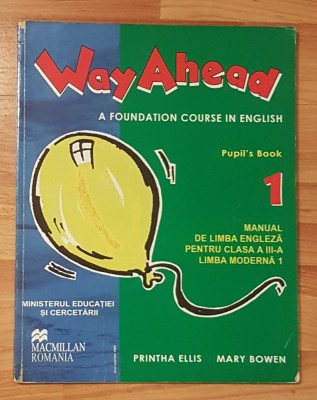 Way Ahead
A FOUNDATION COURSE IN ENGLISH
Pupil's Book
1
MANUAL
DE LIMBA ENGLEZĂ
PENTRU CLASA A III-A
LIMBA MODERNĂ 1
MINISTERUL EDUCAȚIEI
ȘI CERCETĂRII
MACMILLAN
ROMANIA
PRINTHA ELLIS MARY BOWEN